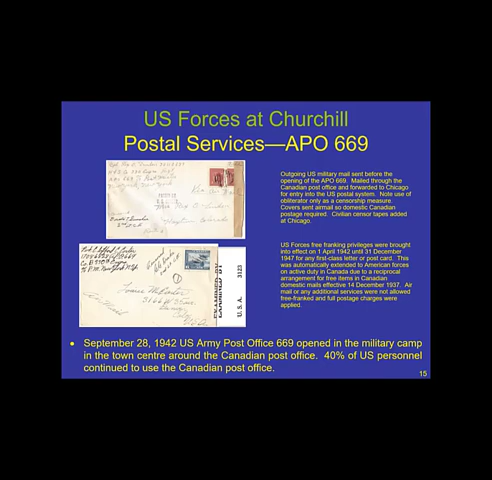 US Forces at Churchill
Postal Services—APO 669
Outgoing US military mail sent before the
opening of the APO 669. Mailed through the
Canadian post office and forwarded to Chicago
for entry into the US postal system. Note use of
obliterator only as a censorship measure.
Covers sent airmail so domestic Canadian
postage required. Civilian censor tapes added
at Chicago.
US Forces free franking privileges were brought
into effect on 1 April 1942 until 31 December
1947 for any first-class letter or post card. This
was automatically extended to American forces
on active duty in Canada due to a reciprocal
arrangement for free items in Canadian
domestic mails effective 14 December 1937. Air
mail or any additional services were not allowed
free-franked and full postage charges were
applied.
EXAMINED BY
U.S.A. 3123
• September 28, 1942 US Army Post Office 669 opened in the military camp
in the town centre around the Canadian post office. 40% of US personnel
continued to use the Canadian post office.
15